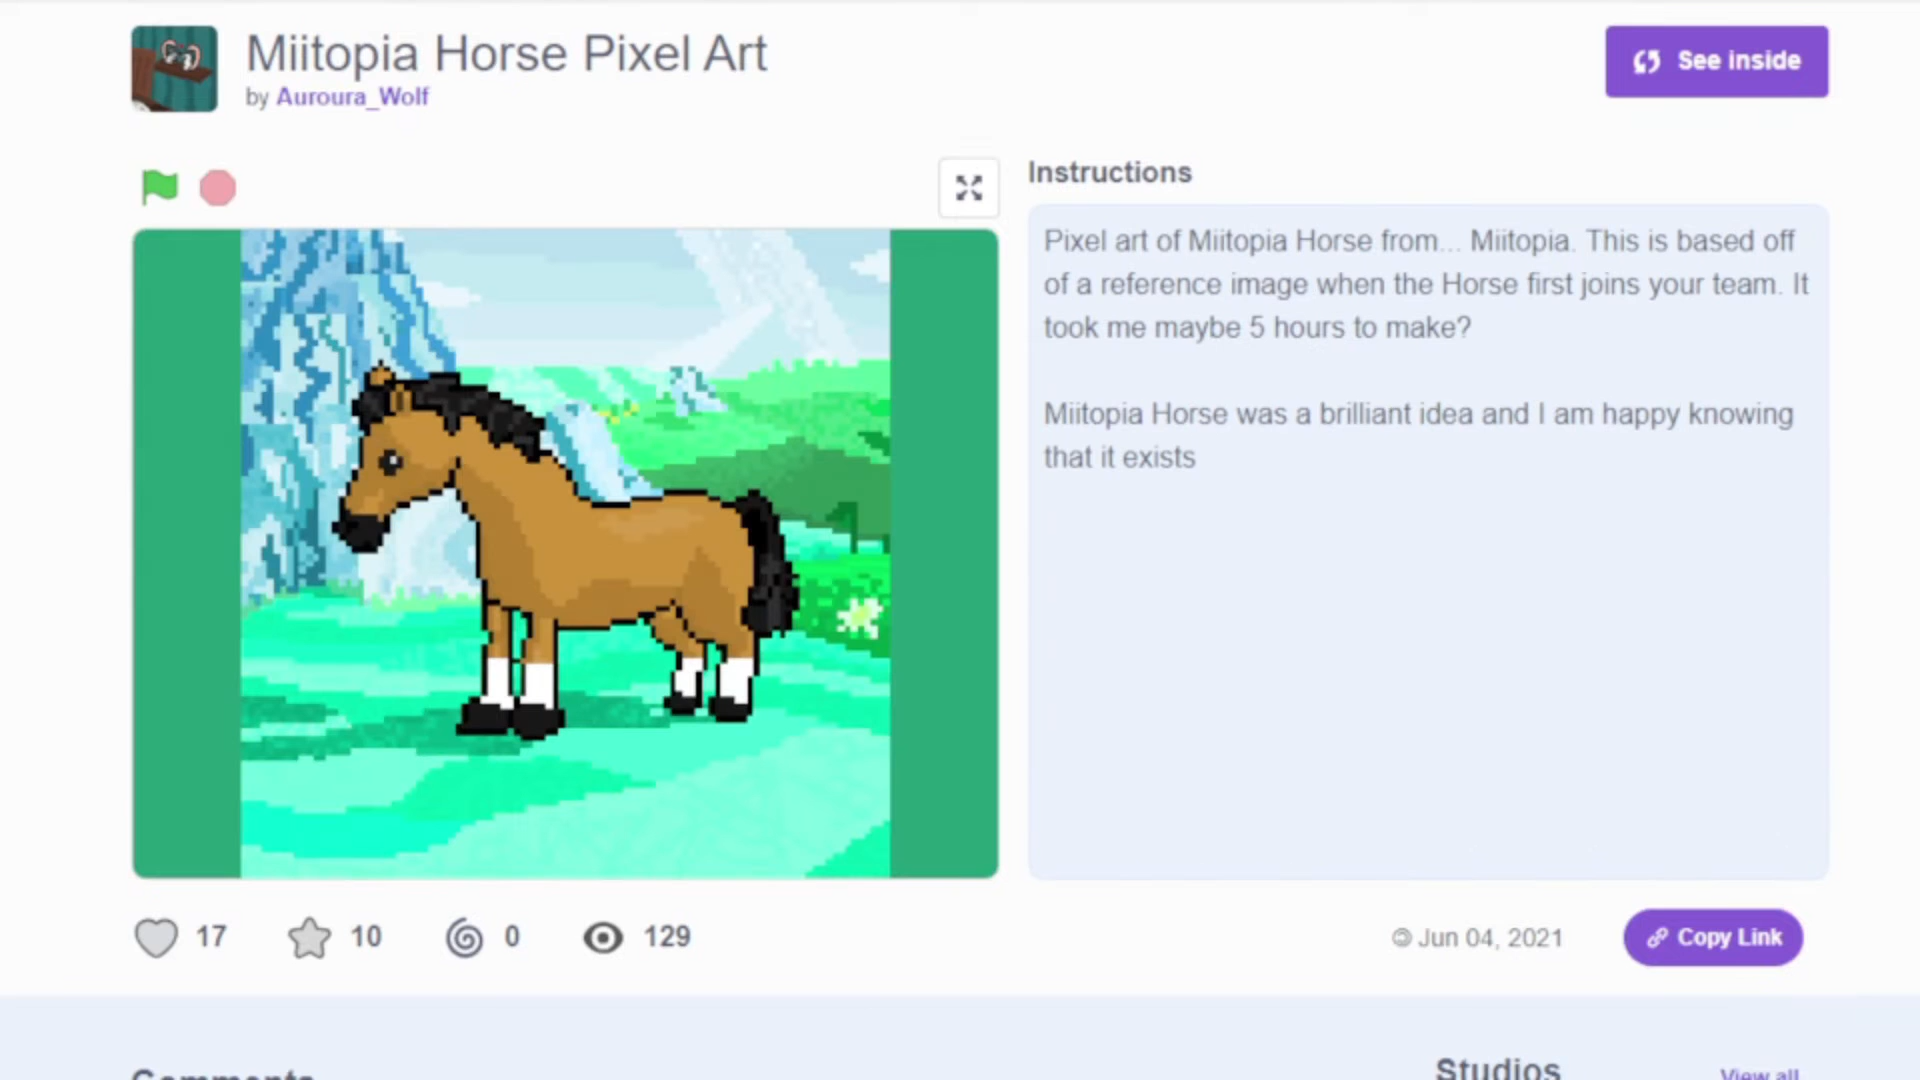 Miitopia Horse Pixel Art
by Auroura_Wolf
See inside
Instructions
Pixel art of Miitopia Horse from... Miitopia. This is based off
of a reference image when the Horse first joins your team. It
took me maybe 5 hours to make?
Miitopia Horse was a brilliant idea and I am happy knowing
that it exists
17
10
0
129
Jun 04, 2021
Copy Link
Comments
Studios
View all